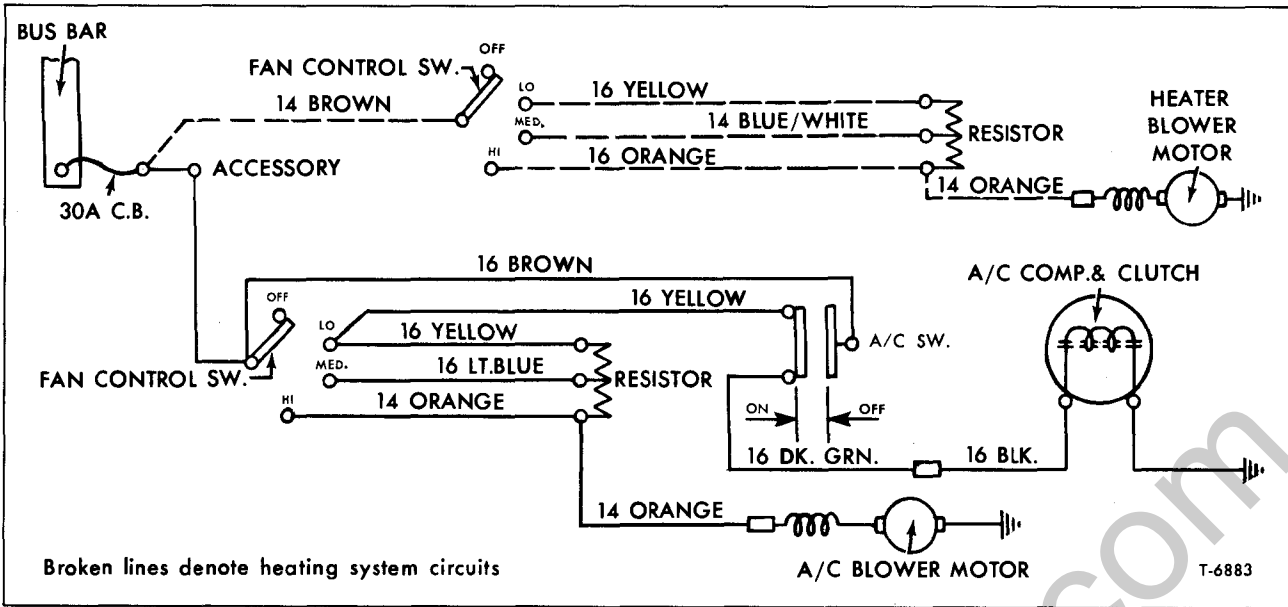 BUS BAR
OFF
FAN CONTROL SW.
14 BROWN
LO
16 YELLOW
MED.
14 BLUE/WHITE
RESISTOR
HI
16 ORANGE
HEATER
BLOWER
MOTOR
ACCESSORY
14 ORANGE
30A C.B.
16 BROWN
A/C COMP.& CLUTCH
OFF
16 YELLOW
LO
16 YELLOW
A/C SW.
MED.
16 LT.BLUE
RESISTOR
FAN CONTROL SW.
HI
14 ORANGE
ON
OFF
16 DK. GRN.
16 BLK.
14 ORANGE
Broken lines denote heating system circuits
A/C BLOWER MOTOR
T-6883
com